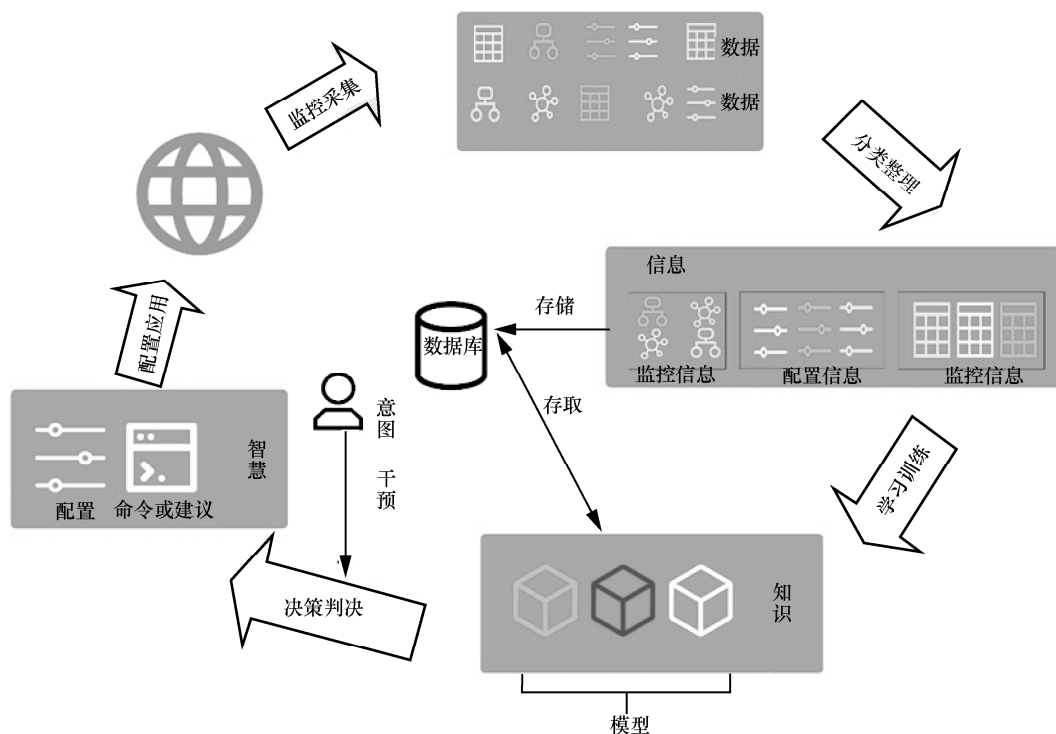 监控采集
数据
数据
分类整理
信息
监控信息
配置信息
监控信息
存储
数据库
存取
配置应用
意图
干预
智慧
配置
命令或建议
学习训练
决策判决
知识
模型